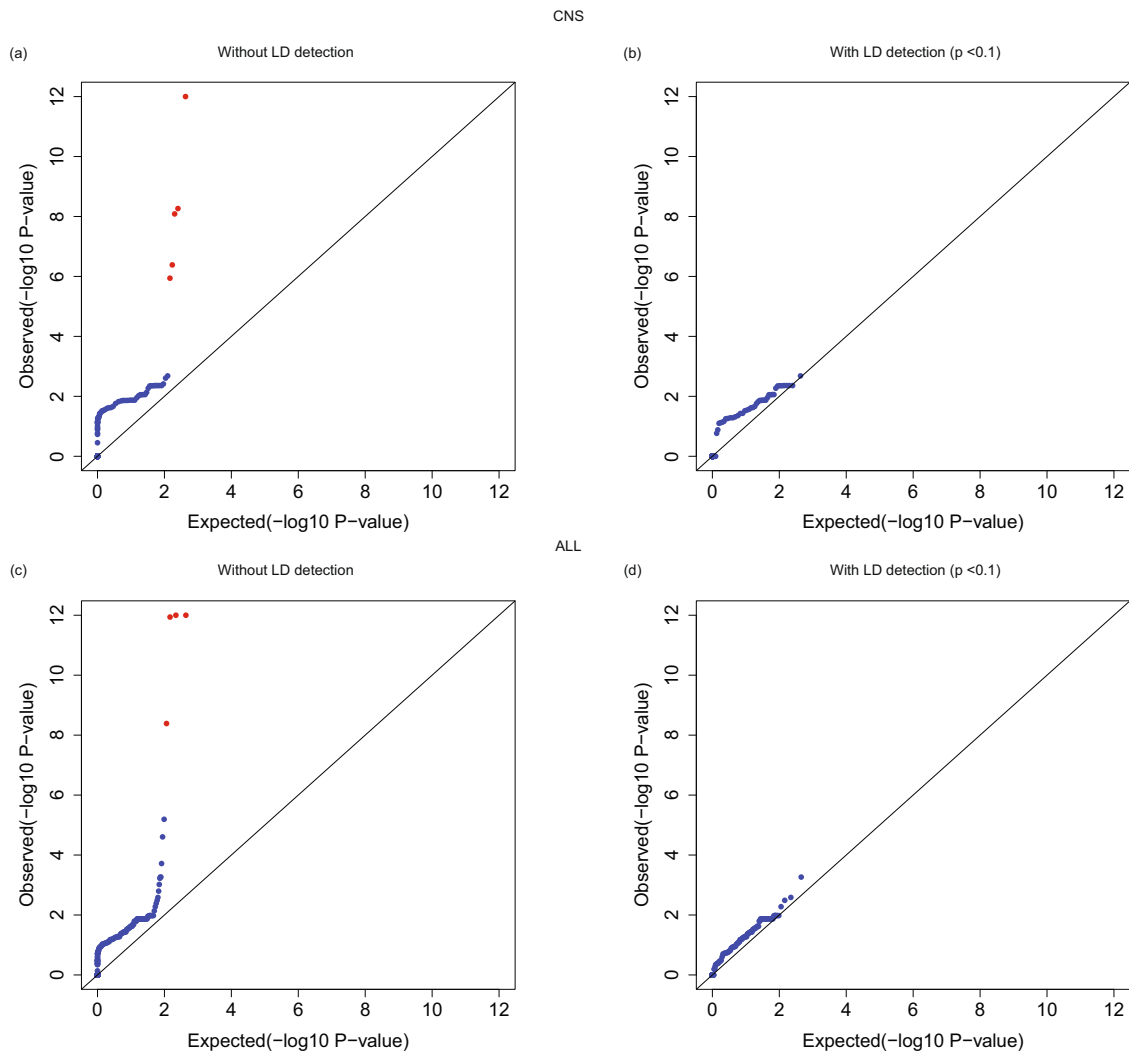 CNS
(a) Without LD detection
(b) With LD detection (p <0.1)
Observed(−log10 P−value)
12
10
8
6
4
2
0
0 2 4 6 8 10 12
Expected(−log10 P−value)
Observed(−log10 P−value)
12
10
8
6
4
2
0
0 2 4 6 8 10 12
Expected(−log10 P−value)
ALL
(c) Without LD detection
(d) With LD detection (p <0.1)
Observed(−log10 P−value)
12
10
8
6
4
2
0
0 2 4 6 8 10 12
Expected(−log10 P−value)
Observed(−log10 P−value)
12
10
8
6
4
2
0
0 2 4 6 8 10 12
Expected(−log10 P−value)